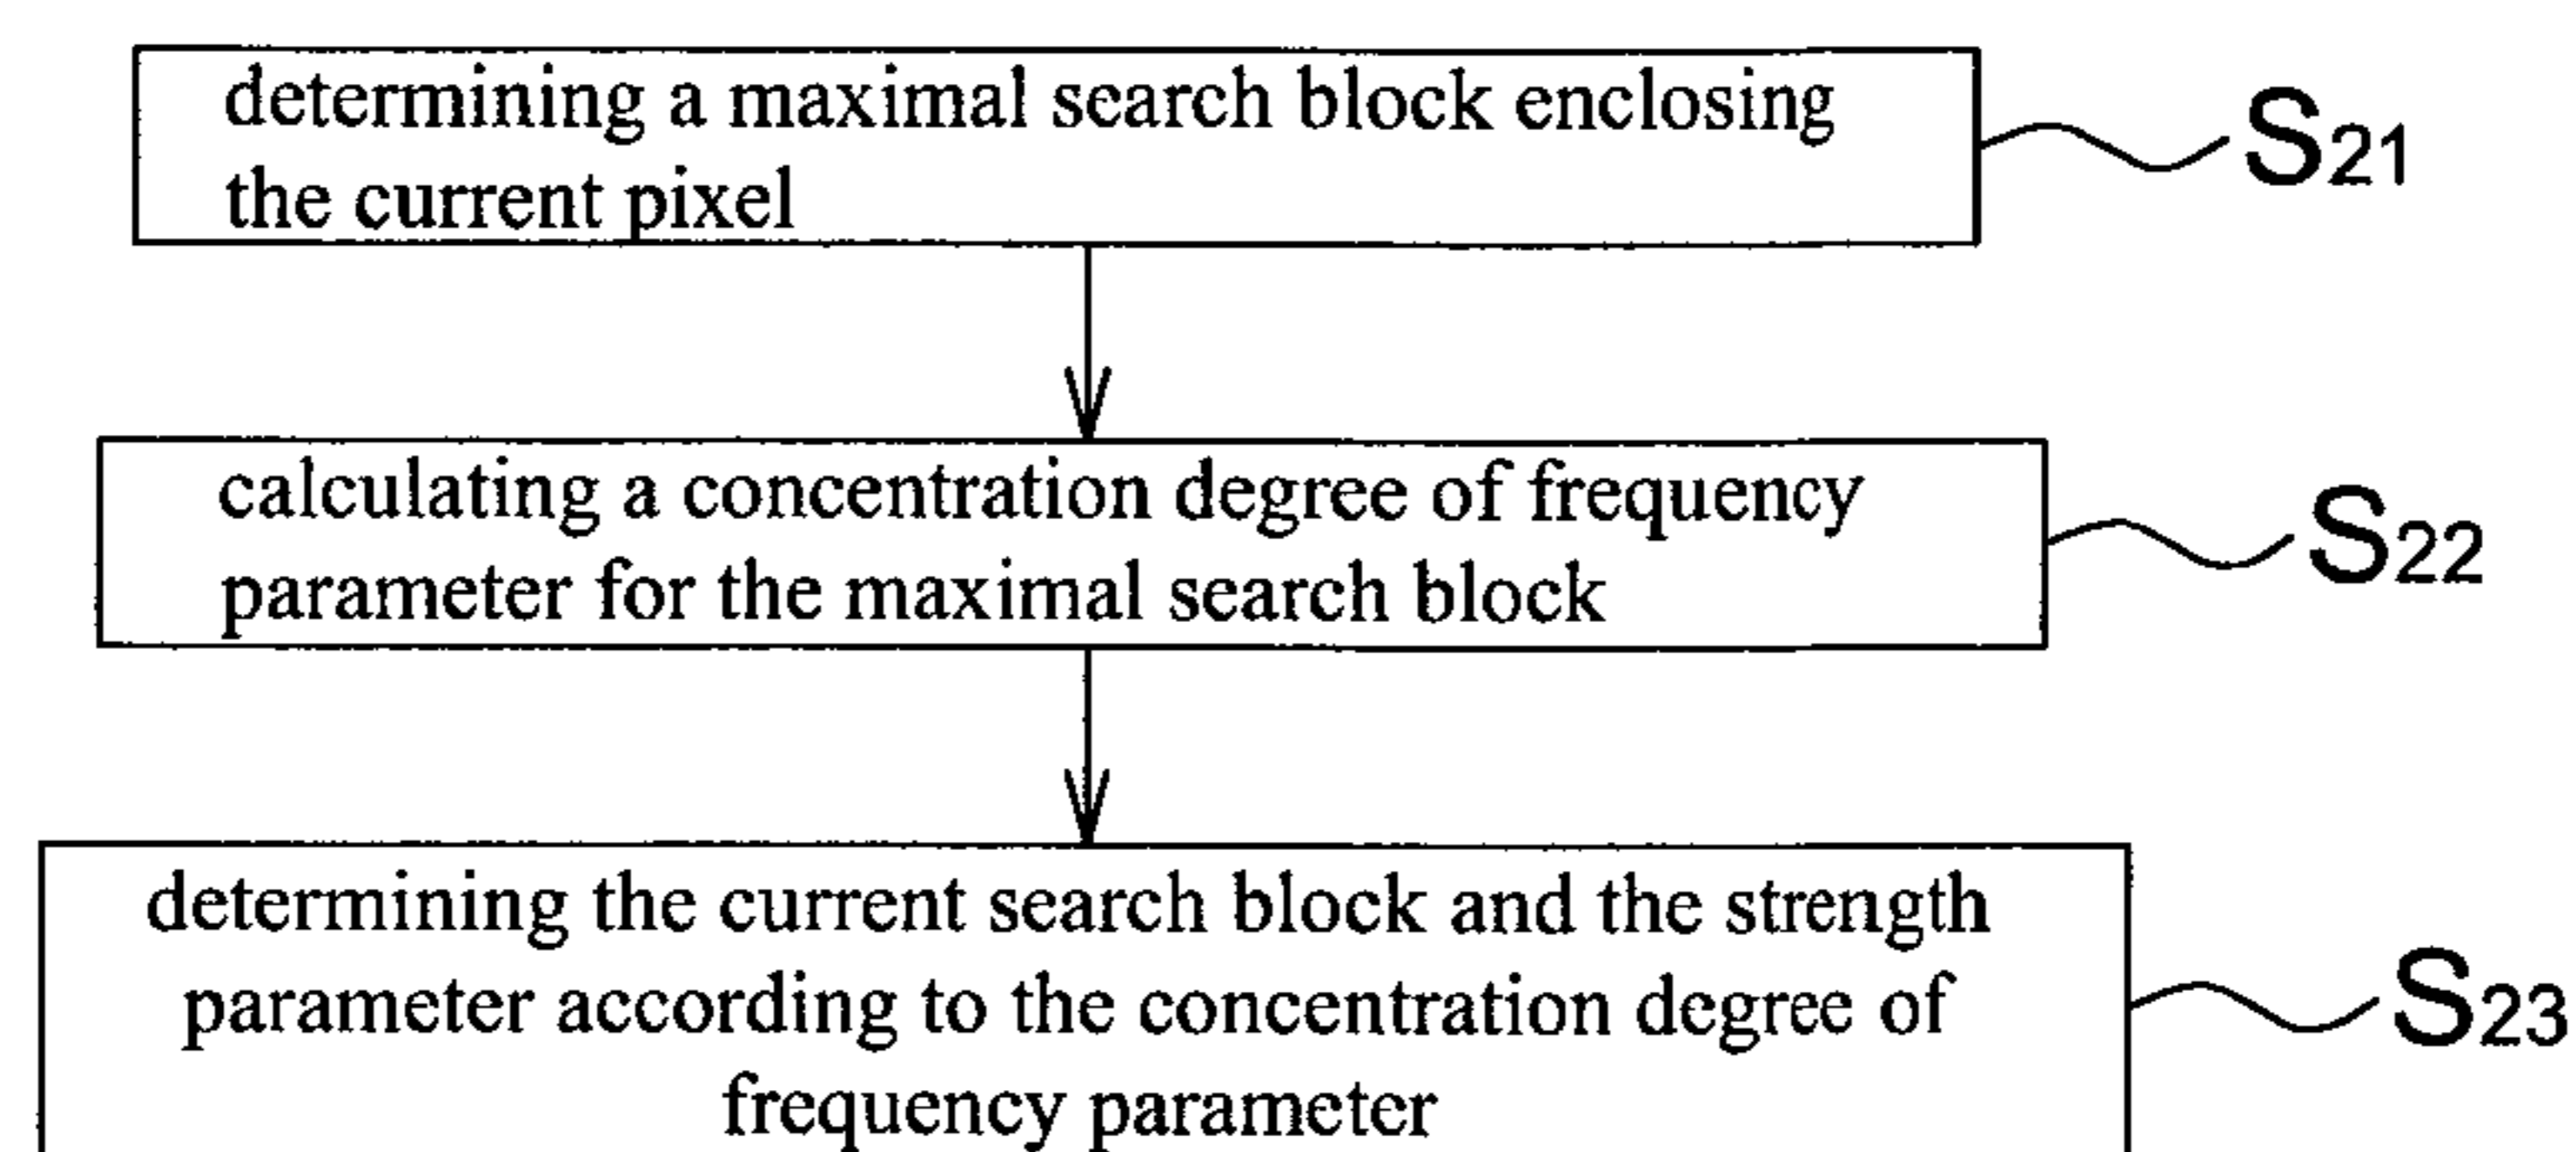 determining a maximal search block enclosing
the current pixel
S21
calculating a concentration degree of frequency
parameter for the maximal search block
S22
determining the current search block and the strength
parameter according to the concentration degree of
frequency parameter
S23